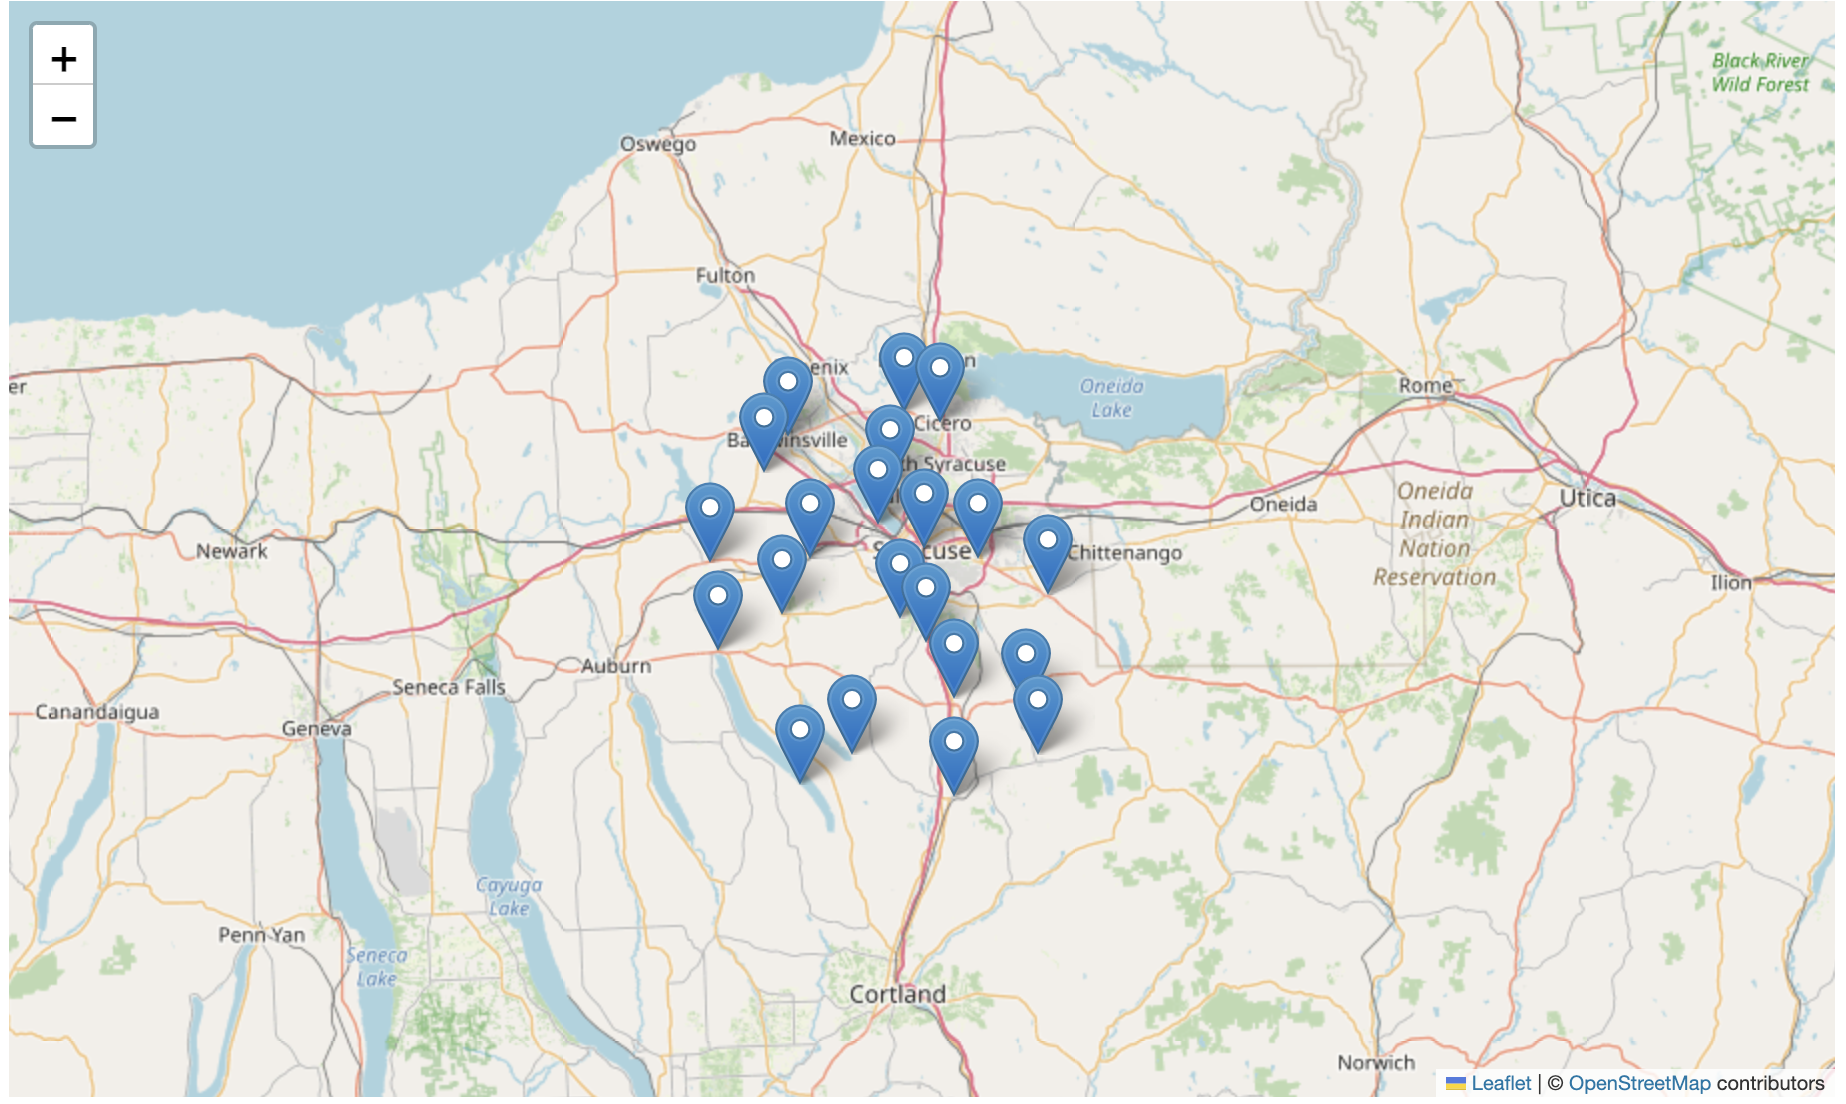 +
−
Black River
Wild Forest
Oswego
Mexico
Fulton
enix
n
er
Oneida
Lake
Rome
Cicero
Ba
insville
th Syracuse
Oneida
Oneida
Indian
Nation
Reservation
Utica
Newark
S
cuse
Chittenango
Ilion
Auburn
Seneca Falls
Canandaigua
Geneva
Cayuga
Lake
Penn Yan
Seneca
Lake
Cortland
Norwich
Leaflet | © OpenStreetMap contributors